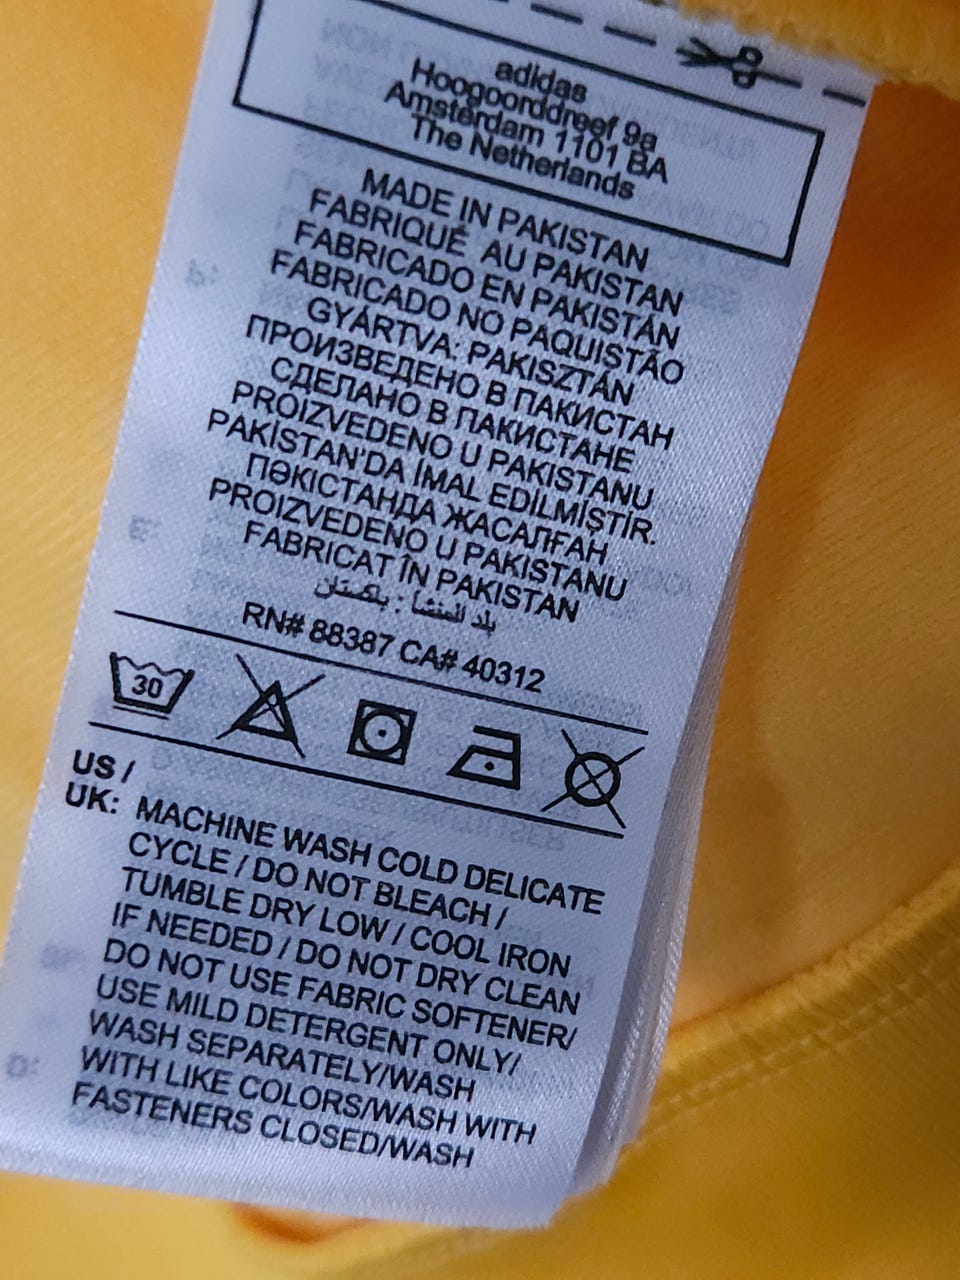 adidas
Hoogoorddreef 9a
Amsterdam 1101 BA
The Netherlands
MADE IN PAKISTAN
FABRIQUÉ AU PAKISTAN
FABRICADO EN PAKISTÁN
FABRICADO NO PAQUISTÃO
GYÁRTVA: PAKISZTÁN
ПРОИЗВЕДЕНО В ПАКИСТАН
СДЕЛАНО В ПАКИСТАНЕ
PROIZVEDENO U PAKISTANU
PAKİSTAN'DA İMAL EDİLMİŞTİR.
ПӘКІСТАНДА ЖАСАЛҒАН
PROIZVEDENO U PAKISTANU
FABRICAT ÎN PAKISTAN
بلد المنشأ : باكستان
RN# 88387 CA# 40312
30
US /
UK: MACHINE WASH COLD DELICATE
CYCLE / DO NOT BLEACH /
TUMBLE DRY LOW / COOL IRON
IF NEEDED / DO NOT DRY CLEAN
DO NOT USE FABRIC SOFTENER/
USE MILD DETERGENT ONLY/
WASH SEPARATELY/WASH
WITH LIKE COLORS/WASH WITH
FASTENERS CLOSED/WASH